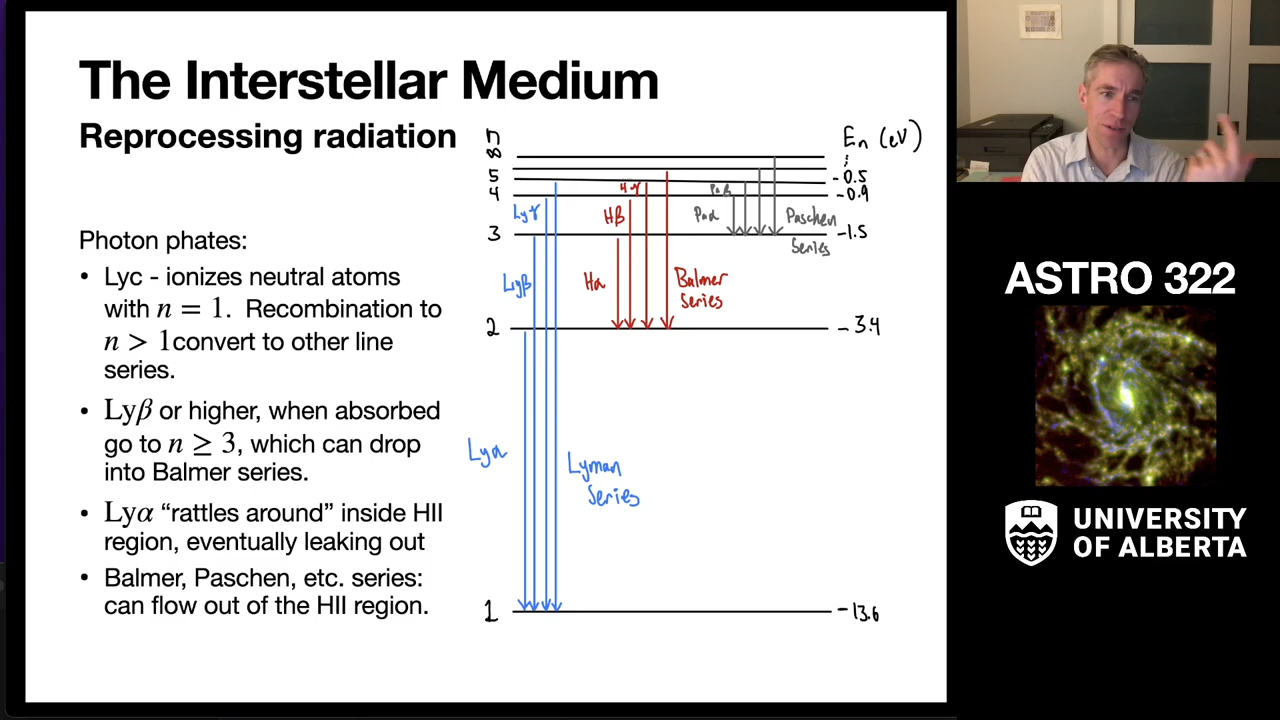 The Interstellar Medium
Reprocessing radiation
Photon phates:
• Lyc - ionizes neutral atoms
with n = 1. Recombination to
n > 1convert to other line
series.
• Lyβ or higher, when absorbed
go to n ≥ 3, which can drop
into Balmer series.
• Lyα “rattles around” inside HII
region, eventually leaking out
• Balmer, Paschen, etc. series:
can flow out of the HII region.
n
∞
5
4
3
2
1
En (eV)
⋮
-0.5
-0.9
-1.5
-3.4
-13.6
Lyγ
Lyβ
Lyα
Lyman
Series
Hγ
Hβ
Hα
Balmer
Series
Paβ
Paα
Paschen
Series
ASTRO 322
UNIVERSITY
OF ALBERTA